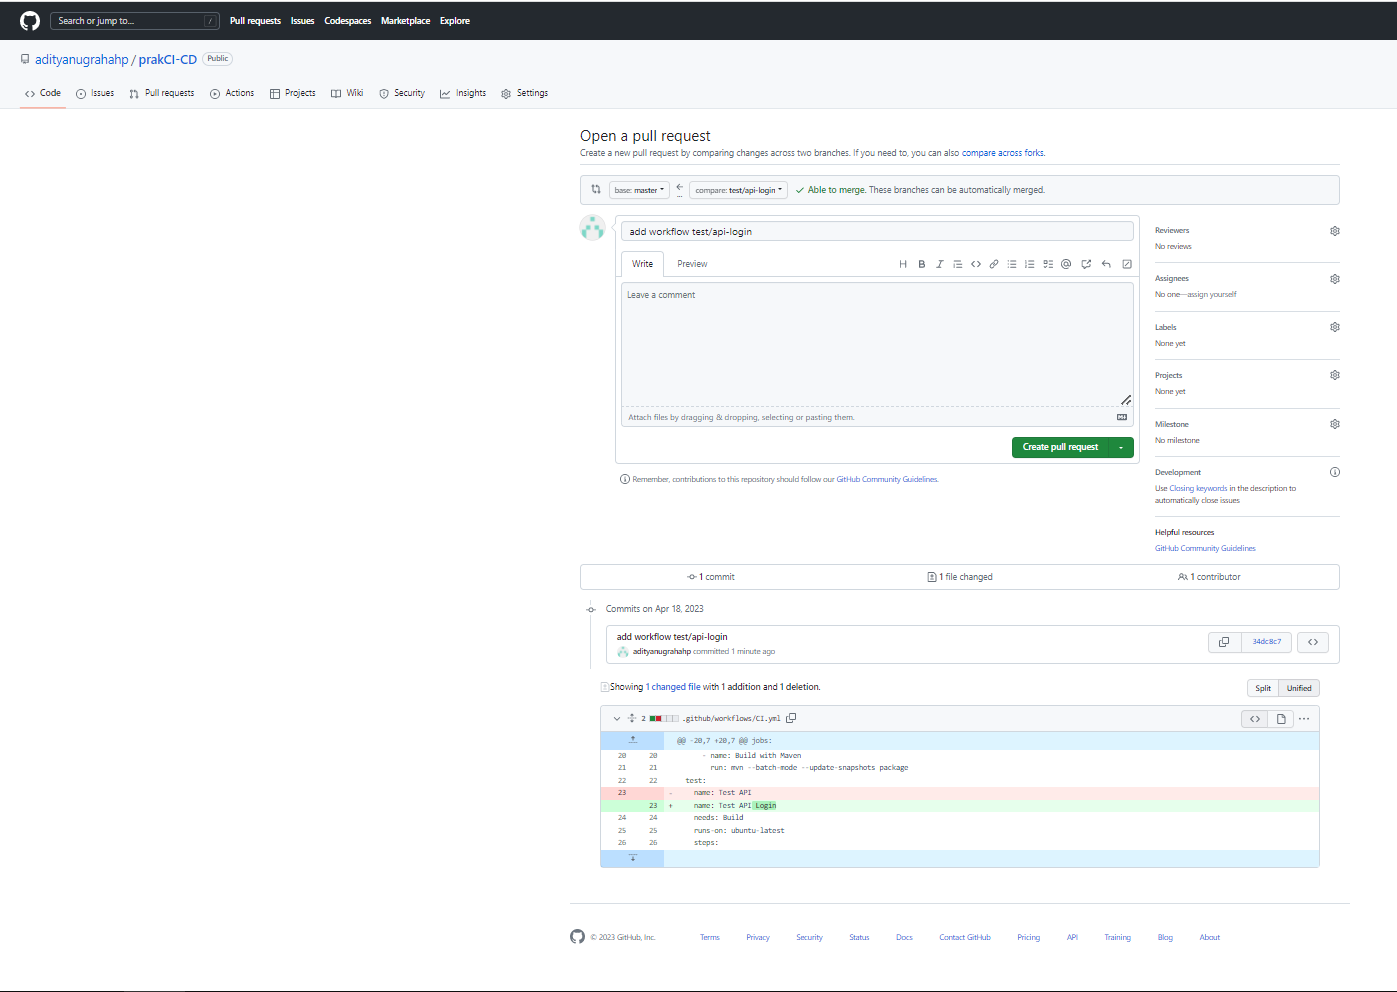 Search or jump to... /
Pull requests Issues Codespaces Marketplace Explore
adityanugrahahp / prakCI-CD Public
Code Issues Pull requests Actions Projects Wiki Security Insights Settings
Open a pull request
Create a new pull request by comparing changes across two branches. If you need to, you can also compare across forks.
base: master compare: test/api-login Able to merge. These branches can be automatically merged.
add workflow test/api-login
Write Preview
Leave a comment
Attach files by dragging & dropping, selecting or pasting them.
Create pull request
Remember, contributions to this repository should follow our GitHub Community Guidelines.
Reviewers
No reviews
Assignees
No one—assign yourself
Labels
None yet
Projects
None yet
Milestone
No milestone
Development
Use Closing keywords in the description to
automatically close issues
Helpful resources
GitHub Community Guidelines
1 commit 1 file changed 1 contributor
Commits on Apr 18, 2023
add workflow test/api-login
adityanugrahahp committed 1 minute ago
34dc8c7
Showing 1 changed file with 1 addition and 1 deletion.
Split Unified
2 .github/workflows/CI.yml
@@ -20,7 +20,7 @@ jobs:
20 20 - name: Build with Maven
21 21 run: mvn --batch-mode --update-snapshots package
22 22 test:
23 - name: Test API
23 + name: Test API Login
24 24 needs: Build
25 25 runs-on: ubuntu-latest
26 26 steps:
© 2023 GitHub, Inc. Terms Privacy Security Status Docs Contact GitHub Pricing API Training Blog About